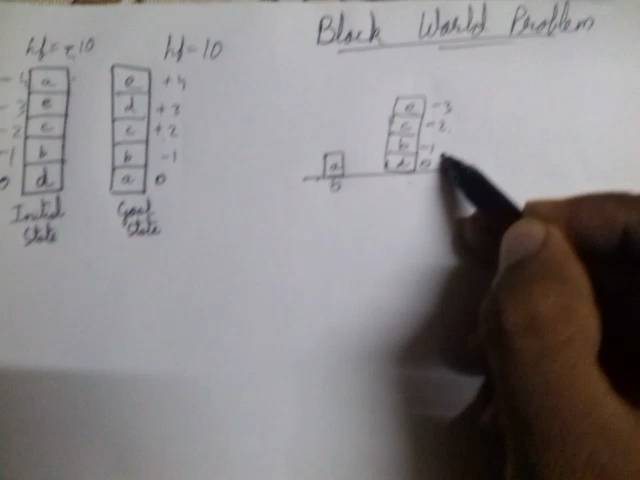 Block World Problem
hf = -10
hf = 10
-4 a
-3 e
-2 c
-1 b
0 d
Initial State
e +4
d +3
c +2
b -1
a 0
Goal State
a
0
e -3
c -2
b -1
d 0